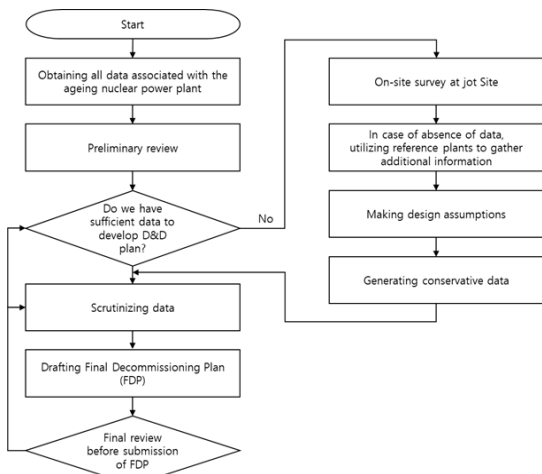 Start
Obtaining all data associated with the
ageing nuclear power plant
Preliminary review
Do we have
sufficient data to
develop D&D
plan?
No
Scrutinizing data
Drafting Final Decommissioning Plan
(FDP)
Final review
before submission
of FDP
On-site survey at jot Site
In case of absence of data,
utilizing reference plants to gather
additional information
Making design assumptions
Generating conservative data